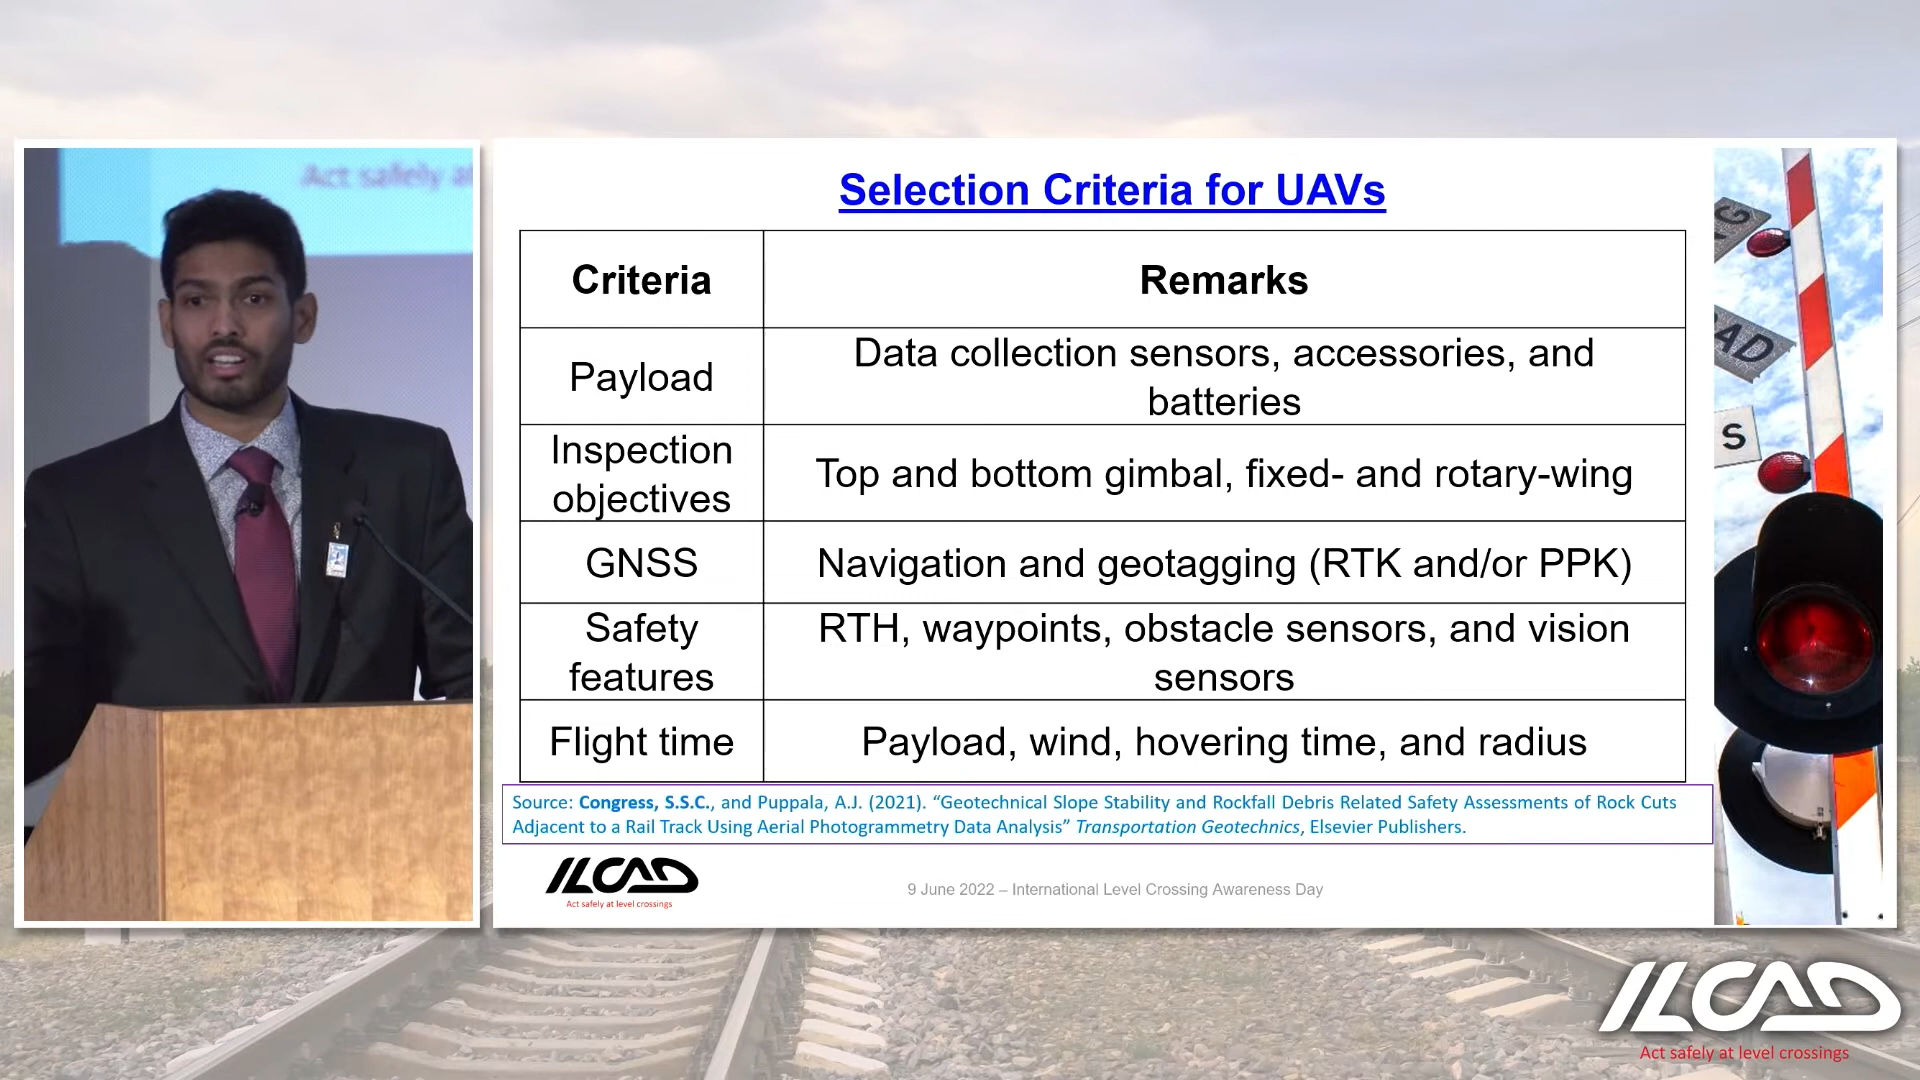 Act safely a
Selection Criteria for UAVs
Criteria
Remarks
Payload
Data collection sensors, accessories, and
batteries
Inspection
objectives
Top and bottom gimbal, fixed- and rotary-wing
GNSS
Navigation and geotagging (RTK and/or PPK)
Safety
features
RTH, waypoints, obstacle sensors, and vision
sensors
Flight time
Payload, wind, hovering time, and radius
Source: Congress, S.S.C., and Puppala, A.J. (2021). “Geotechnical Slope Stability and Rockfall Debris Related Safety Assessments of Rock Cuts
Adjacent to a Rail Track Using Aerial Photogrammetry Data Analysis” Transportation Geotechnics, Elsevier Publishers.
ILCAD
Act safely at level crossings
9 June 2022 – International Level Crossing Awareness Day
G
AD
S
ILCAD
Act safely at level crossings